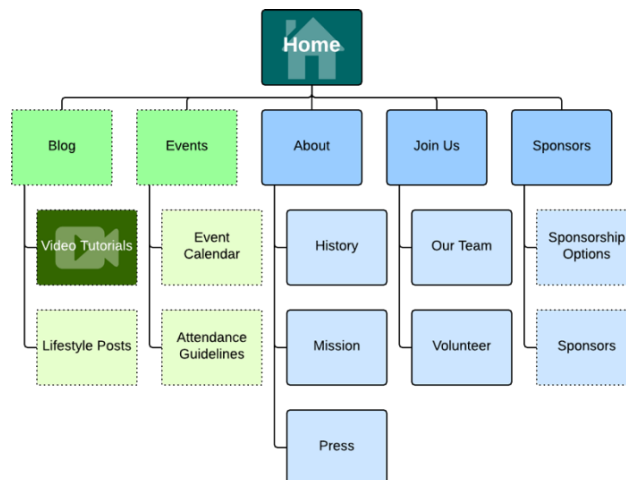 Home
Blog
Events
About
Join Us
Sponsors
Video Tutorials
Event
Calendar
History
Our Team
Sponsorship
Options
Lifestyle Posts
Attendance
Guidelines
Mission
Volunteer
Sponsors
Press